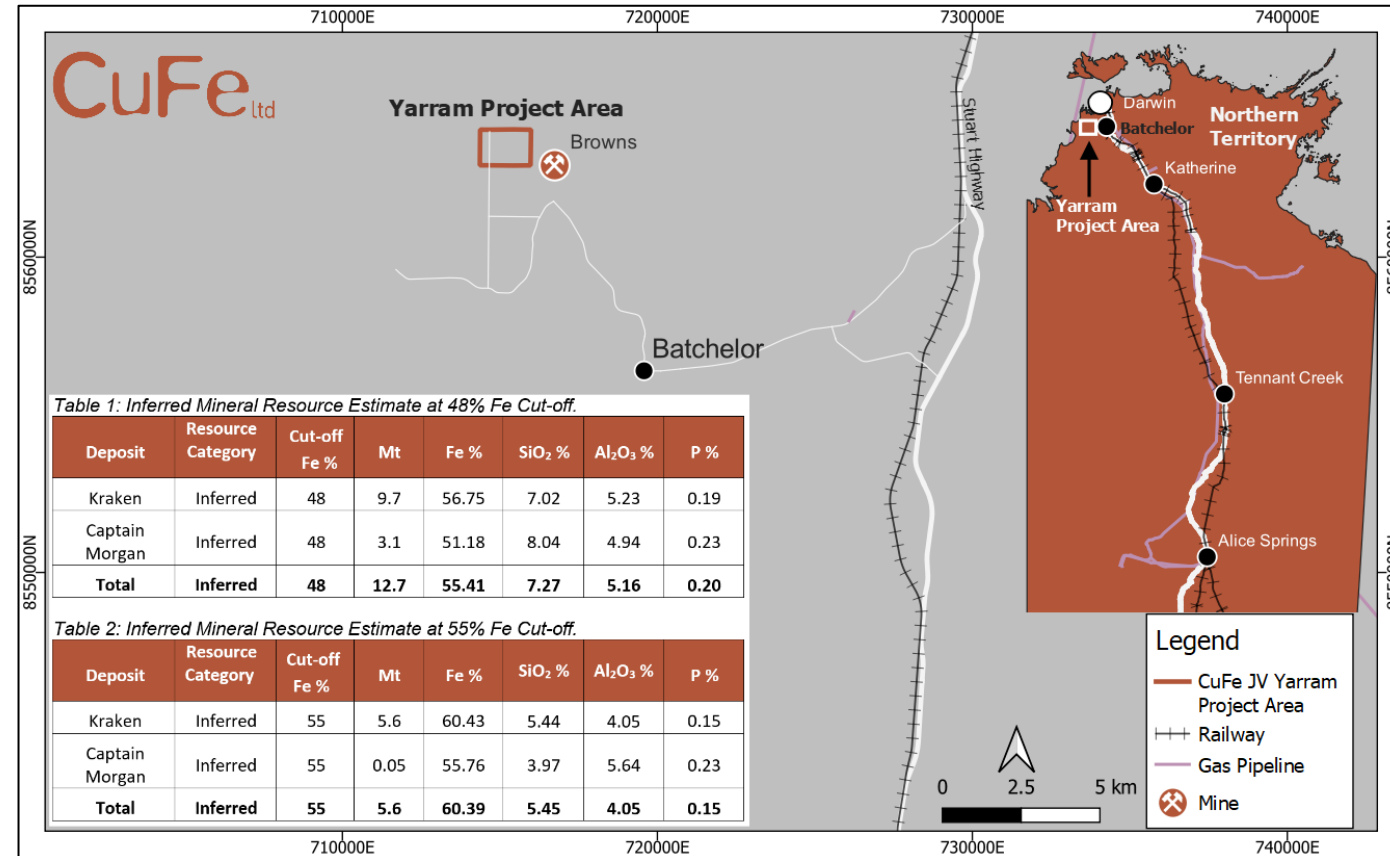 710000E 720000E 730000E 740000E
CuFe ltd
Yarram Project Area
Browns
Stuart Highway
Batchelor
8560000N
8550000N
Darwin
Northern
Territory
Batchelor
Katherine
Yarram
Project Area
Tennant Creek
Alice Springs
8560000N
8550000N
Table 1: Inferred Mineral Resource Estimate at 48% Fe Cut-off.
Deposit Resource Category Cut-off Fe % Mt Fe % SiO₂ % Al₂O₃ % P %
Kraken Inferred 48 9.7 56.75 7.02 5.23 0.19
Captain Morgan Inferred 48 3.1 51.18 8.04 4.94 0.23
Total Inferred 48 12.7 55.41 7.27 5.16 0.20
Table 2: Inferred Mineral Resource Estimate at 55% Fe Cut-off.
Deposit Resource Category Cut-off Fe % Mt Fe % SiO₂ % Al₂O₃ % P %
Kraken Inferred 55 5.6 60.43 5.44 4.05 0.15
Captain Morgan Inferred 55 0.05 55.76 3.97 5.64 0.23
Total Inferred 55 5.6 60.39 5.45 4.05 0.15
0 2.5 5 km
Legend
CuFe JV Yarram
Project Area
Railway
Gas Pipeline
Mine
710000E 720000E 730000E 740000E